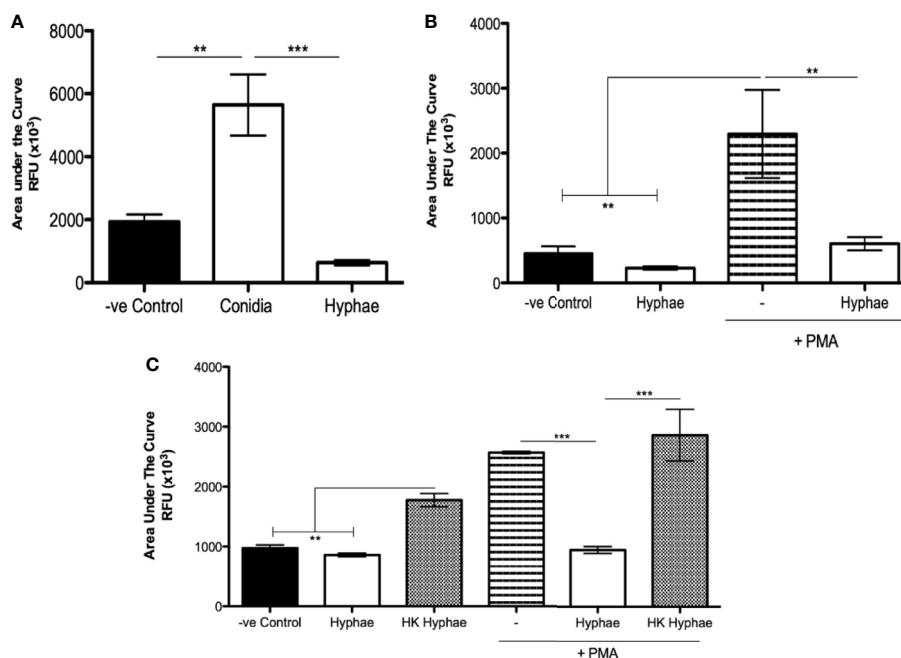 A
Area under the Curve
RFU (x10³)
8000
6000
4000
2000
0
**
***
-ve Control
Conidia
Hyphae
B
Area Under The Curve
RFU (x10³)
4000
3000
2000
1000
0
**
**
-ve Control
Hyphae
-
Hyphae
+ PMA
C
Area Under The Curve
RFU (x10³)
4000
3000
2000
1000
0
**
***
***
-ve Control
Hyphae
HK Hyphae
-
Hyphae
HK Hyphae
+ PMA